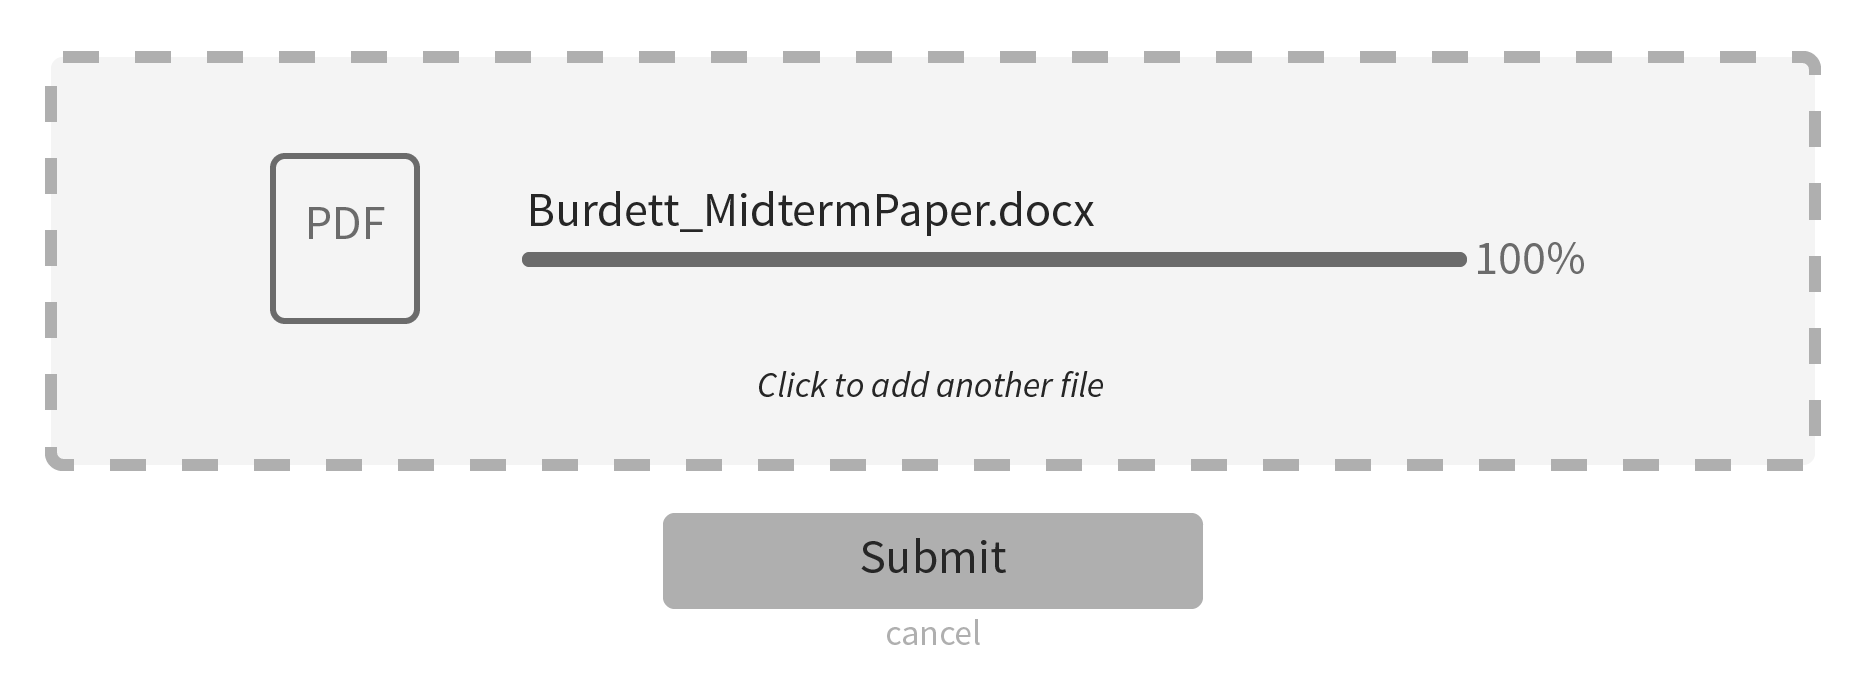 PDF
Burdett_MidtermPaper.docx
100%
Click to add another file
Submit
cancel